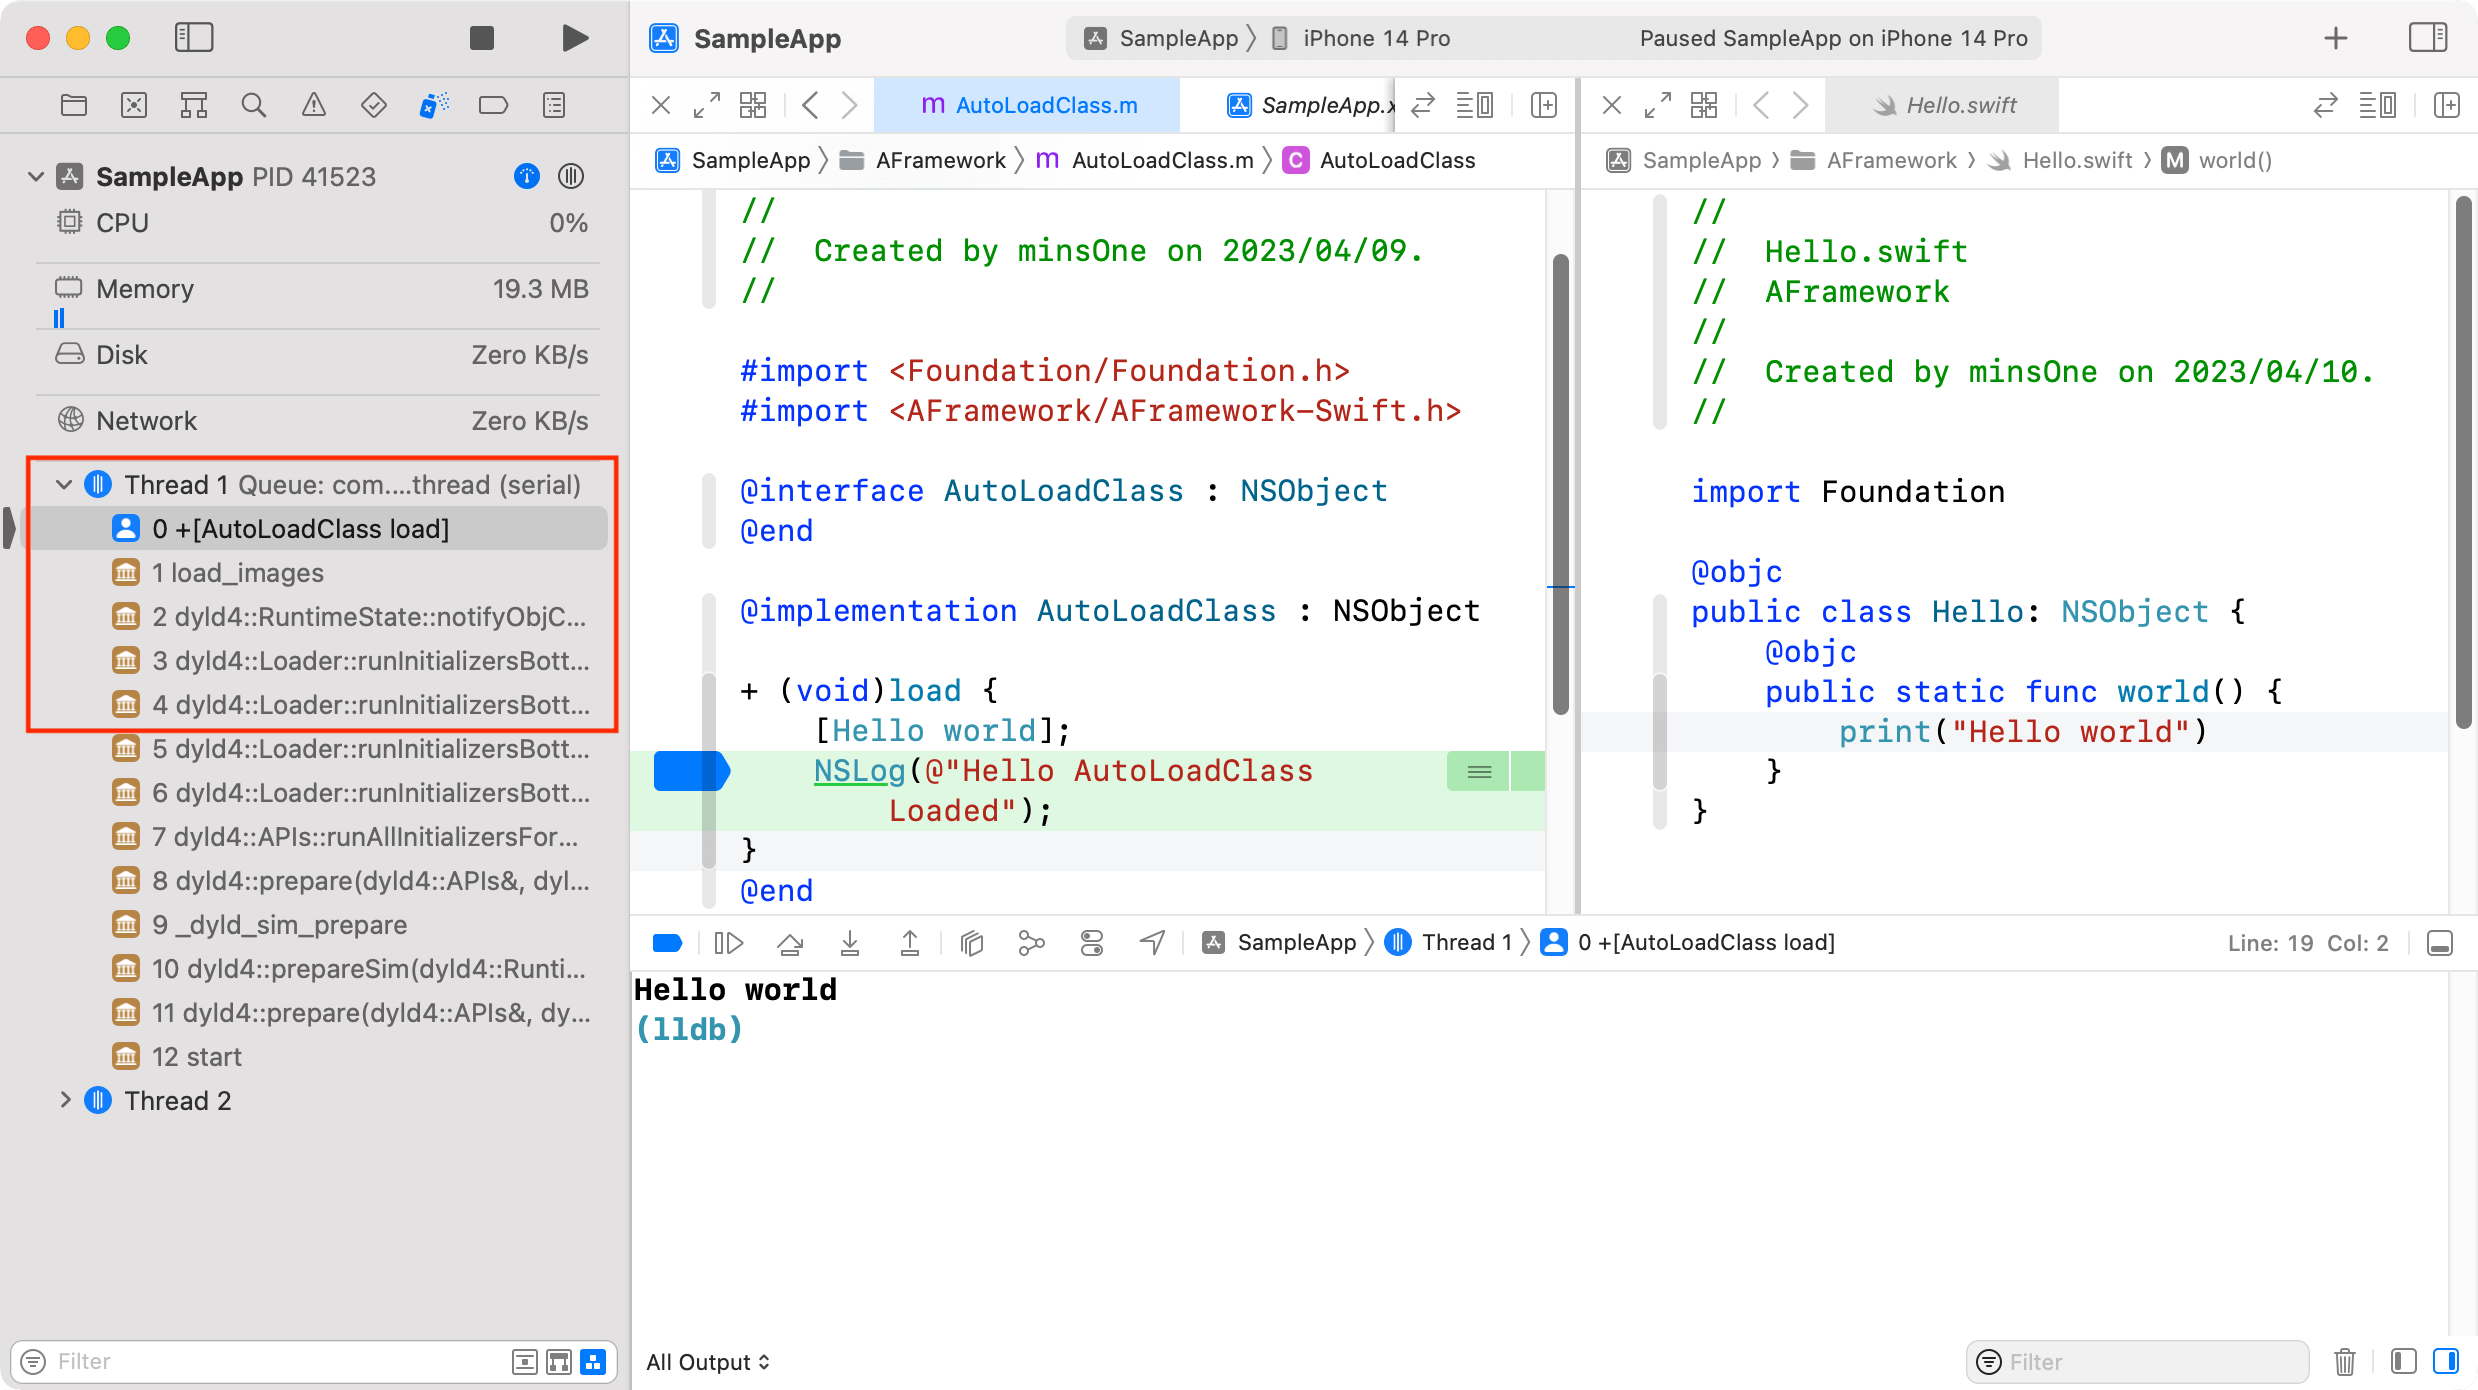 SampleApp
SampleApp
iPhone 14 Pro
Paused SampleApp on iPhone 14 Pro
m AutoLoadClass.m
SampleApp.x
Hello.swift
SampleApp
AFramework
m AutoLoadClass.m
C AutoLoadClass
SampleApp
AFramework
Hello.swift
M world()
SampleApp PID 41523
CPU 0%
Memory 19.3 MB
Disk Zero KB/s
Network Zero KB/s
Thread 1 Queue: com....thread (serial)
0 +[AutoLoadClass load]
1 load_images
2 dyld4::RuntimeState::notifyObjC...
3 dyld4::Loader::runInitializersBott...
4 dyld4::Loader::runInitializersBott...
5 dyld4::Loader::runInitializersBott...
6 dyld4::Loader::runInitializersBott...
7 dyld4::APIs::runAllInitializersFor...
8 dyld4::prepare(dyld4::APIs&, dyl...
9 _dyld_sim_prepare
10 dyld4::prepareSim(dyld4::Runti...
11 dyld4::prepare(dyld4::APIs&, dy...
12 start
Thread 2
Filter
//
//  Created by minsOne on 2023/04/09.
//
#import <Foundation/Foundation.h>
#import <AFramework/AFramework-Swift.h>
@interface AutoLoadClass : NSObject
@end
@implementation AutoLoadClass : NSObject
+ (void)load {
[Hello world];
NSLog(@"Hello AutoLoadClass
Loaded");
}
@end
//
//  Hello.swift
//  AFramework
//
//  Created by minsOne on 2023/04/10.
//
import Foundation
@objc
public class Hello: NSObject {
@objc
public static func world() {
print("Hello world")
}
}
SampleApp
Thread 1
0 +[AutoLoadClass load]
Line: 19 Col: 2
Hello world
(lldb)
All Output
Filter